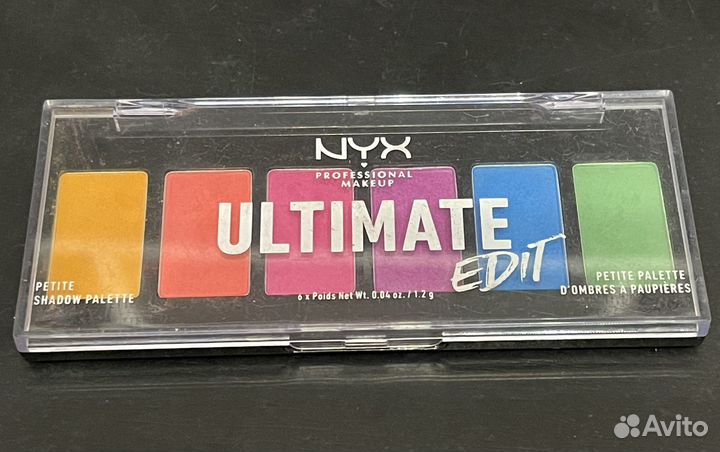 NYX
PROFESSIONAL
MAKEUP
ULTIMATE
EDIT
PETITE
SHADOW PALETTE
6 x Poids Net Wt. 0.04 oz. / 1.2 g
PETITE PALETTE
D'OMBRES À PAUPIÈRES
Avito